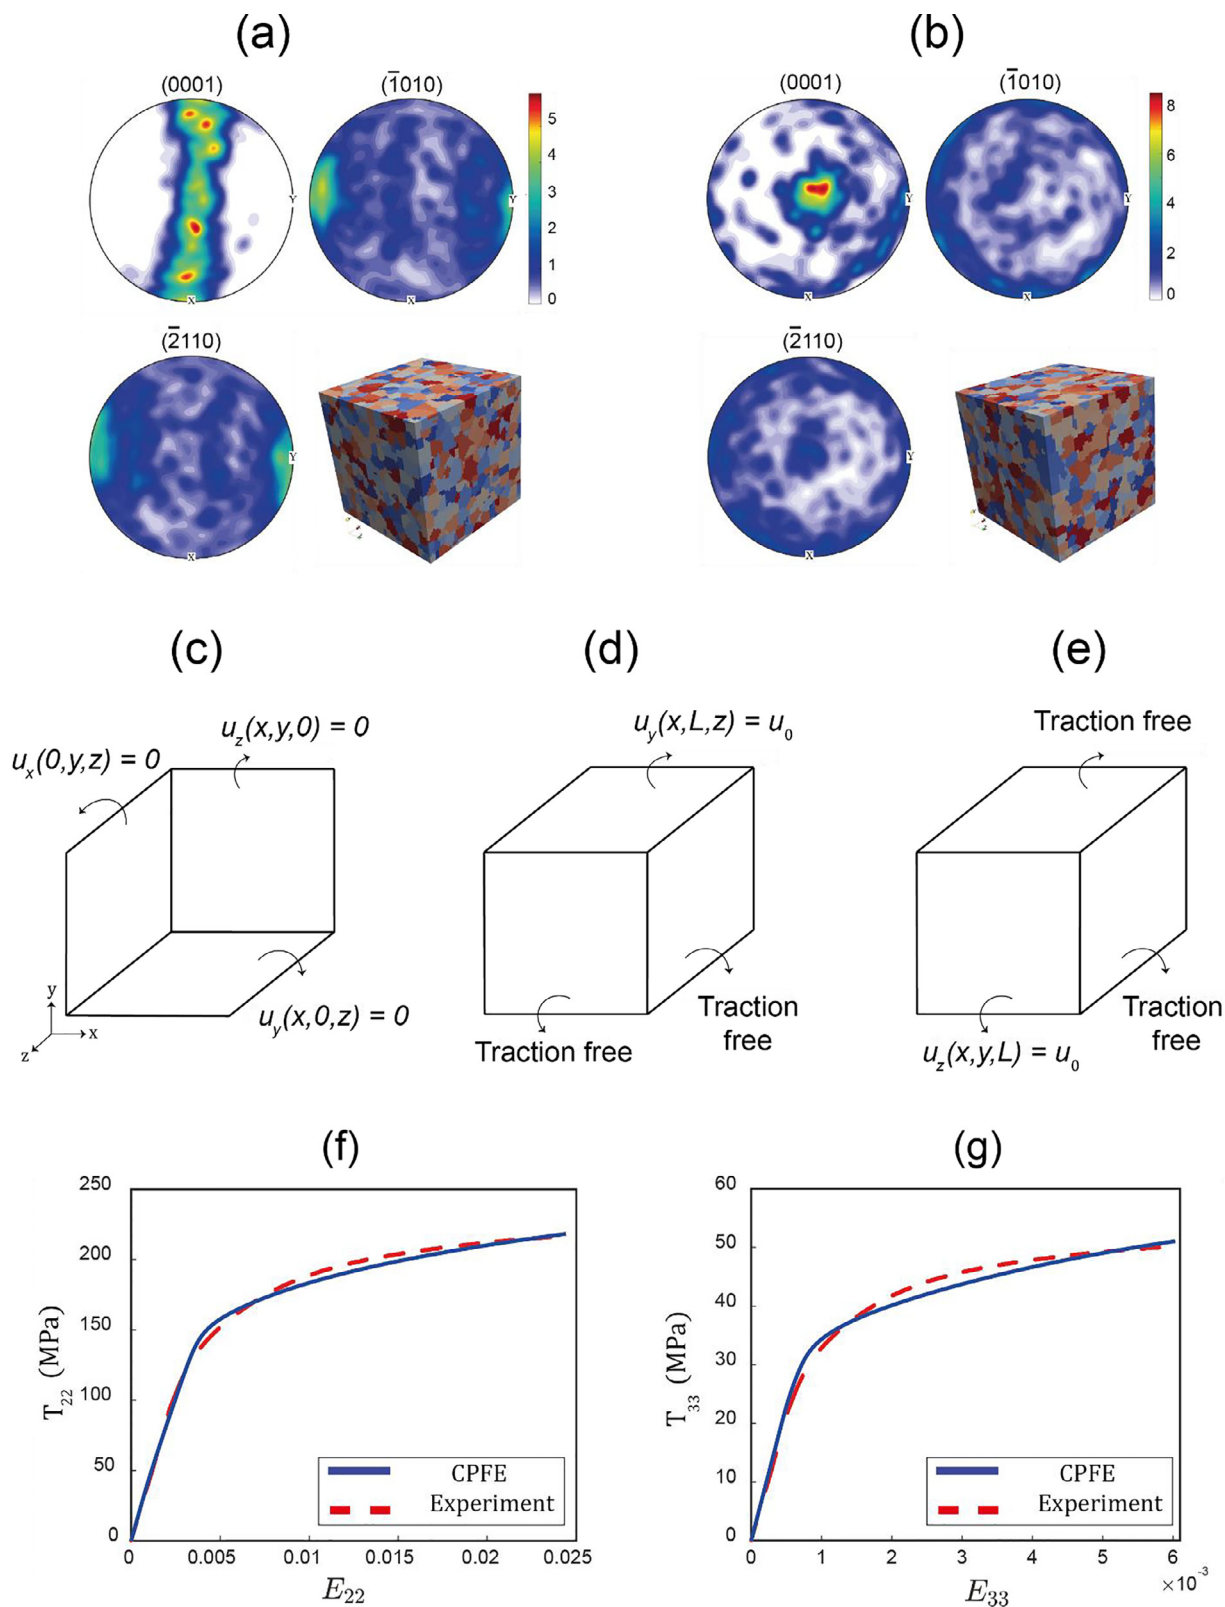 (a)
(b)
(0001)
(1̅010)
5
4
3
2
1
0
Y
Y
X
X
(0001)
(1̅010)
8
6
4
2
0
Y
Y
X
X
(2̅110)
Y
X
(2̅110)
Y
X
(c)
(d)
(e)
u_z(x,y,0) = 0
u_x(0,y,z) = 0
u_y(x,0,z) = 0
y
x
z
u_y(x,L,z) = u_0
Traction free
Traction
free
Traction free
u_z(x,y,L) = u_0
Traction
free
(f)
250
200
150
100
50
0
T_22 (MPa)
CPFE
Experiment
0
0.005
0.01
0.015
0.02
0.025
E_22
(g)
60
50
40
30
20
10
0
T_33 (MPa)
CPFE
Experiment
0
1
2
3
4
5
6
×10^-3
E_33